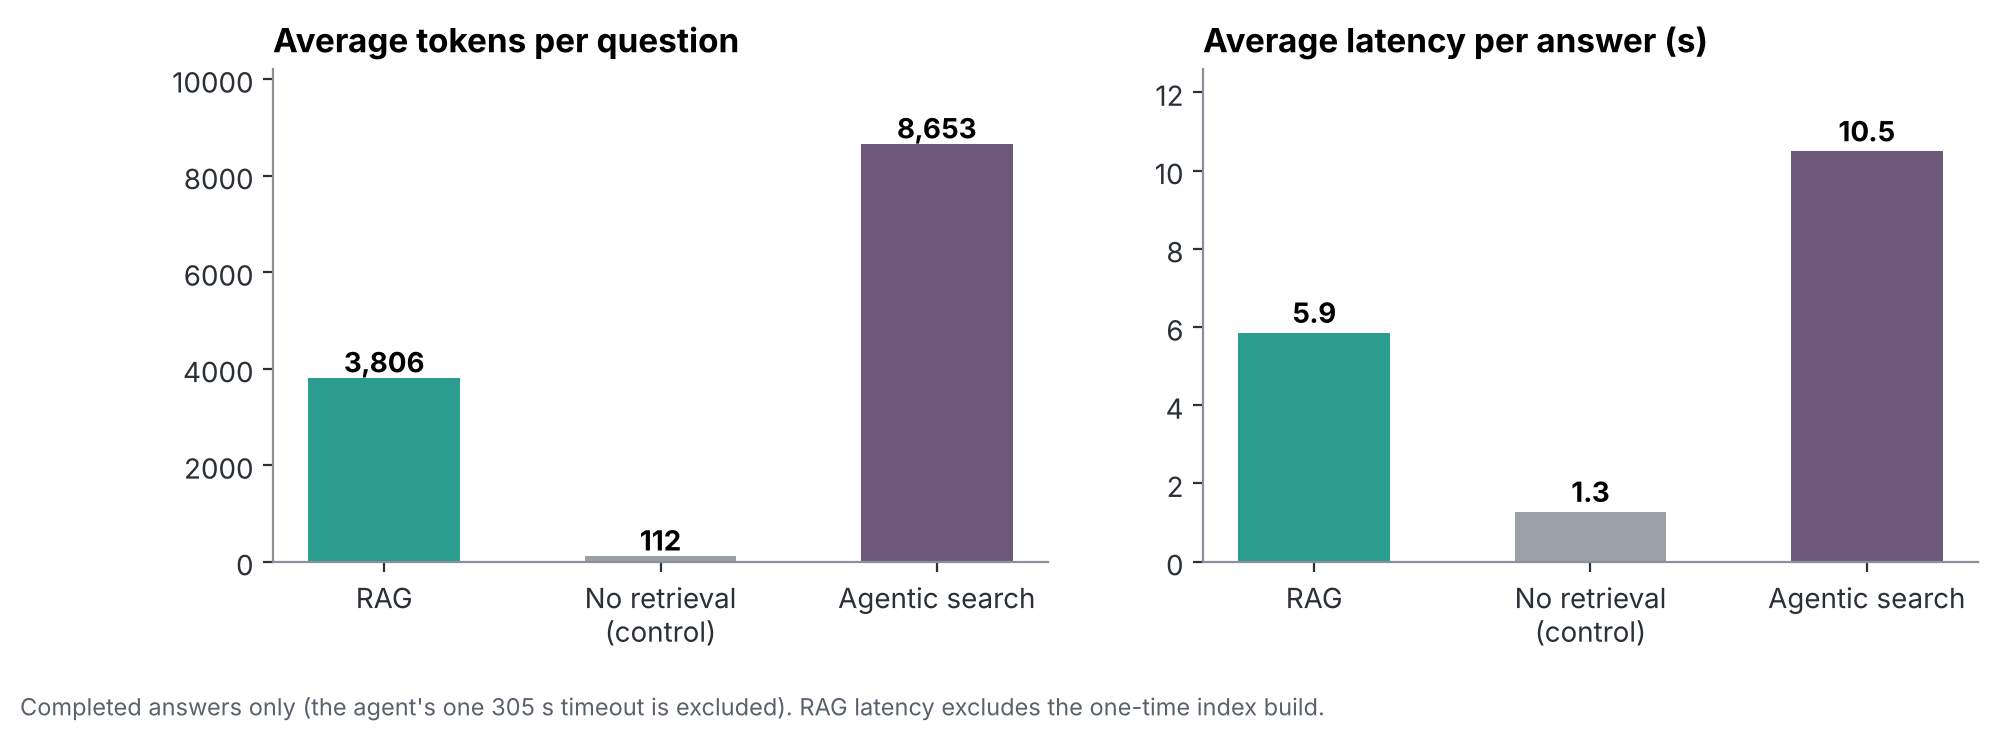 Average tokens per question
10000
8000
6000
4000
2000
0
3,806
112
8,653
RAG
No retrieval
(control)
Agentic search
Average latency per answer (s)
12
10
8
6
4
2
0
5.9
1.3
10.5
RAG
No retrieval
(control)
Agentic search
Completed answers only (the agent's one 305 s timeout is excluded). RAG latency excludes the one-time index build.